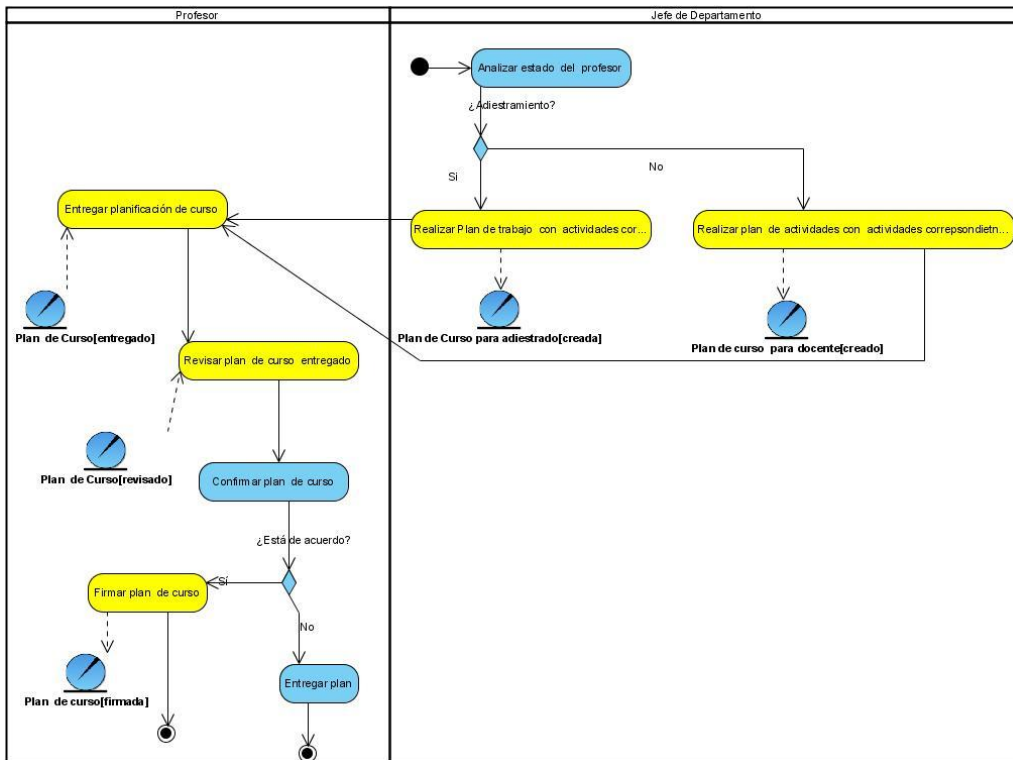 Profesor
Jefe de Departamento
Analizar estado del profesor
¿Adiestramiento?
Si
No
Entregar planificación de curso
Realizar Plan de trabajo con actividades cor...
Realizar plan de actividades con actividades correpsondietn...
Plan de Curso[entregado]
Plan de Curso para adiestrado[creada]
Plan de curso para docente[creado]
Revisar plan de curso entregado
Plan de Curso[revisado]
Confirmar plan de curso
¿Está de acuerdo?
Sí
Firmar plan de curso
No
Entregar plan
Plan de curso[firmada]